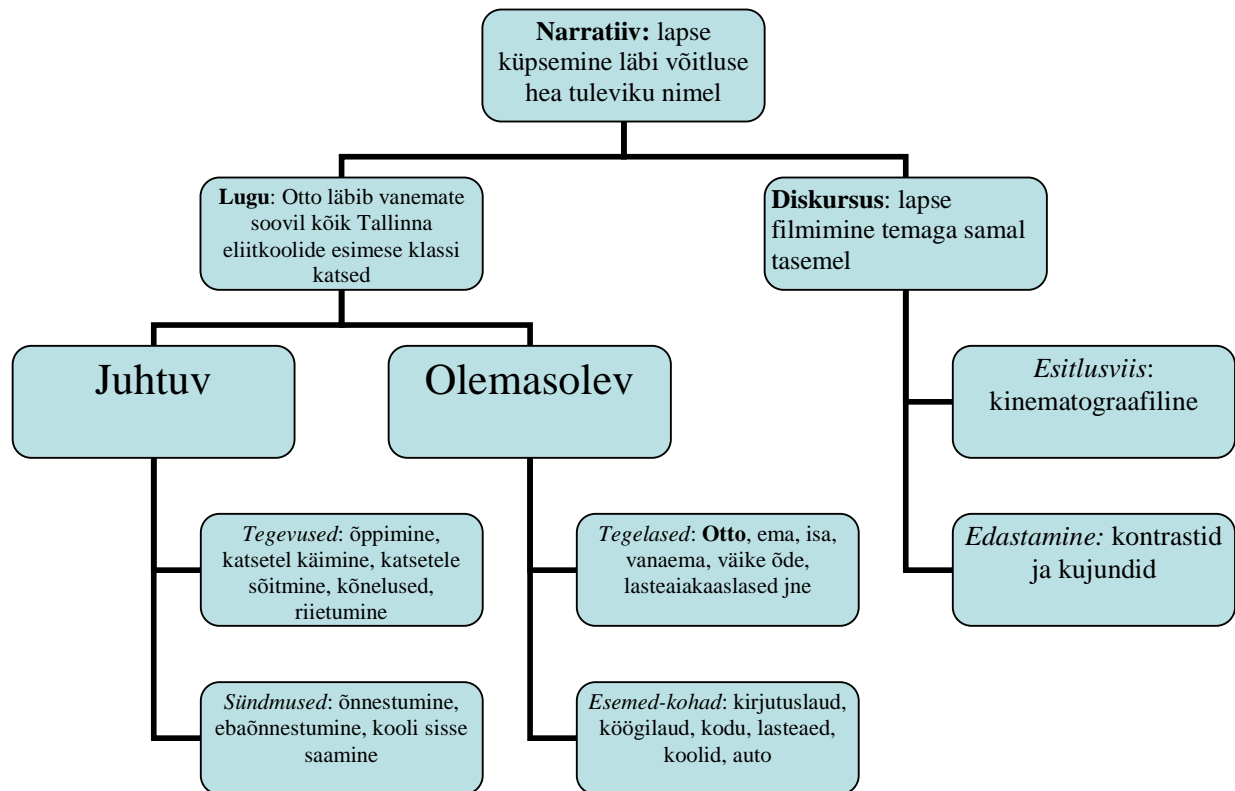 Narratiiv: lapse
küpsemine läbi võitluse
hea tuleviku nimel
Lugu: Otto läbib vanemate
soovil kõik Tallinna
eliitkoolide esimese klassi
katsed
Diskursus: lapse
filmimine temaga samal
tasemel
Juhtuv
Olemasolev
Esitlusviis:
kinematograafiline
Tegevused: õppimine,
katsetel käimine, katsetele
sõitmine, kõnelused,
riietumine
Tegelased: Otto, ema, isa,
vanaema, väike õde,
lasteaiakaaslased jne
Edastamine: kontrastid
ja kujundid
Sündmused: õnnestumine,
ebaõnnestumine, kooli sisse
saamine
Esemed-kohad: kirjutuslaud,
köögilaud, kodu, lasteaed,
koolid, auto